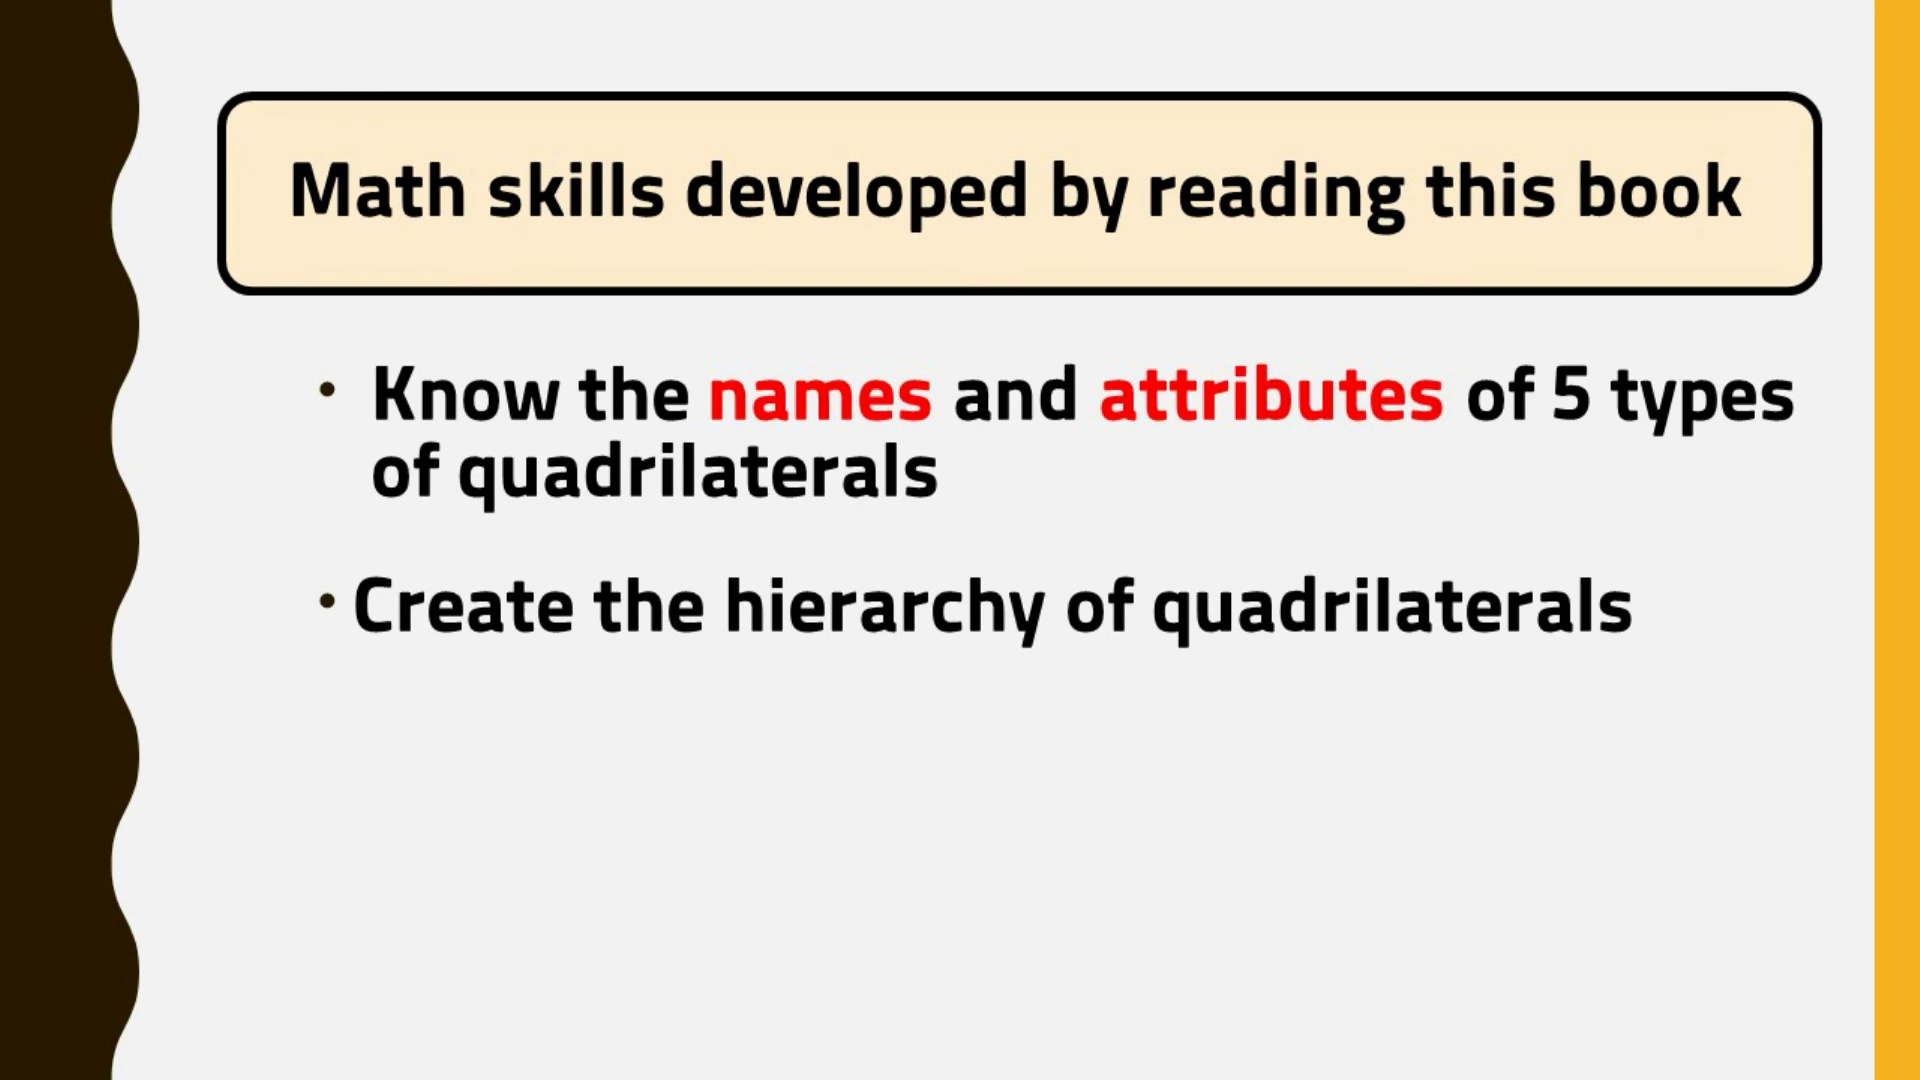 Math skills developed by reading this book
• Know the names and attributes of 5 types
of quadrilaterals
• Create the hierarchy of quadrilaterals